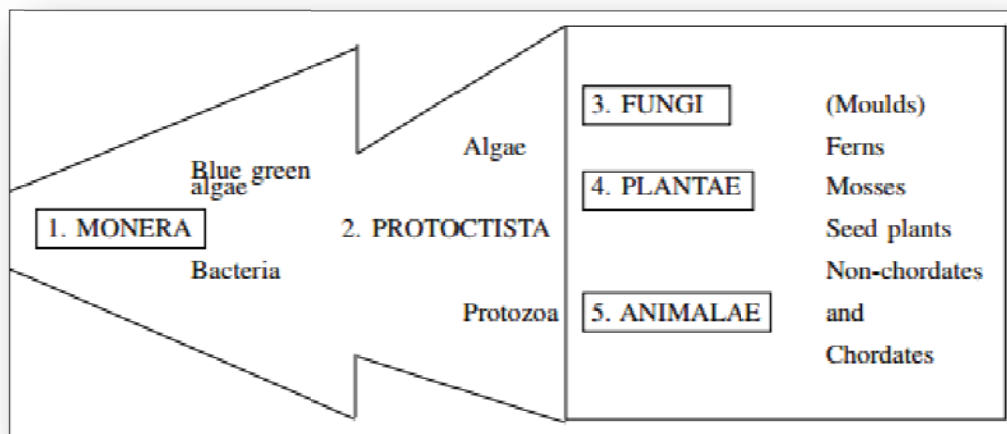 Blue green
algae
1. MONERA
Bacteria
Algae
2. PROTOCTISTA
Protozoa
3. FUNGI
(Moulds)
Ferns
4. PLANTAE
Mosses
Seed plants
Non-chordates
5. ANIMALAE
and
Chordates